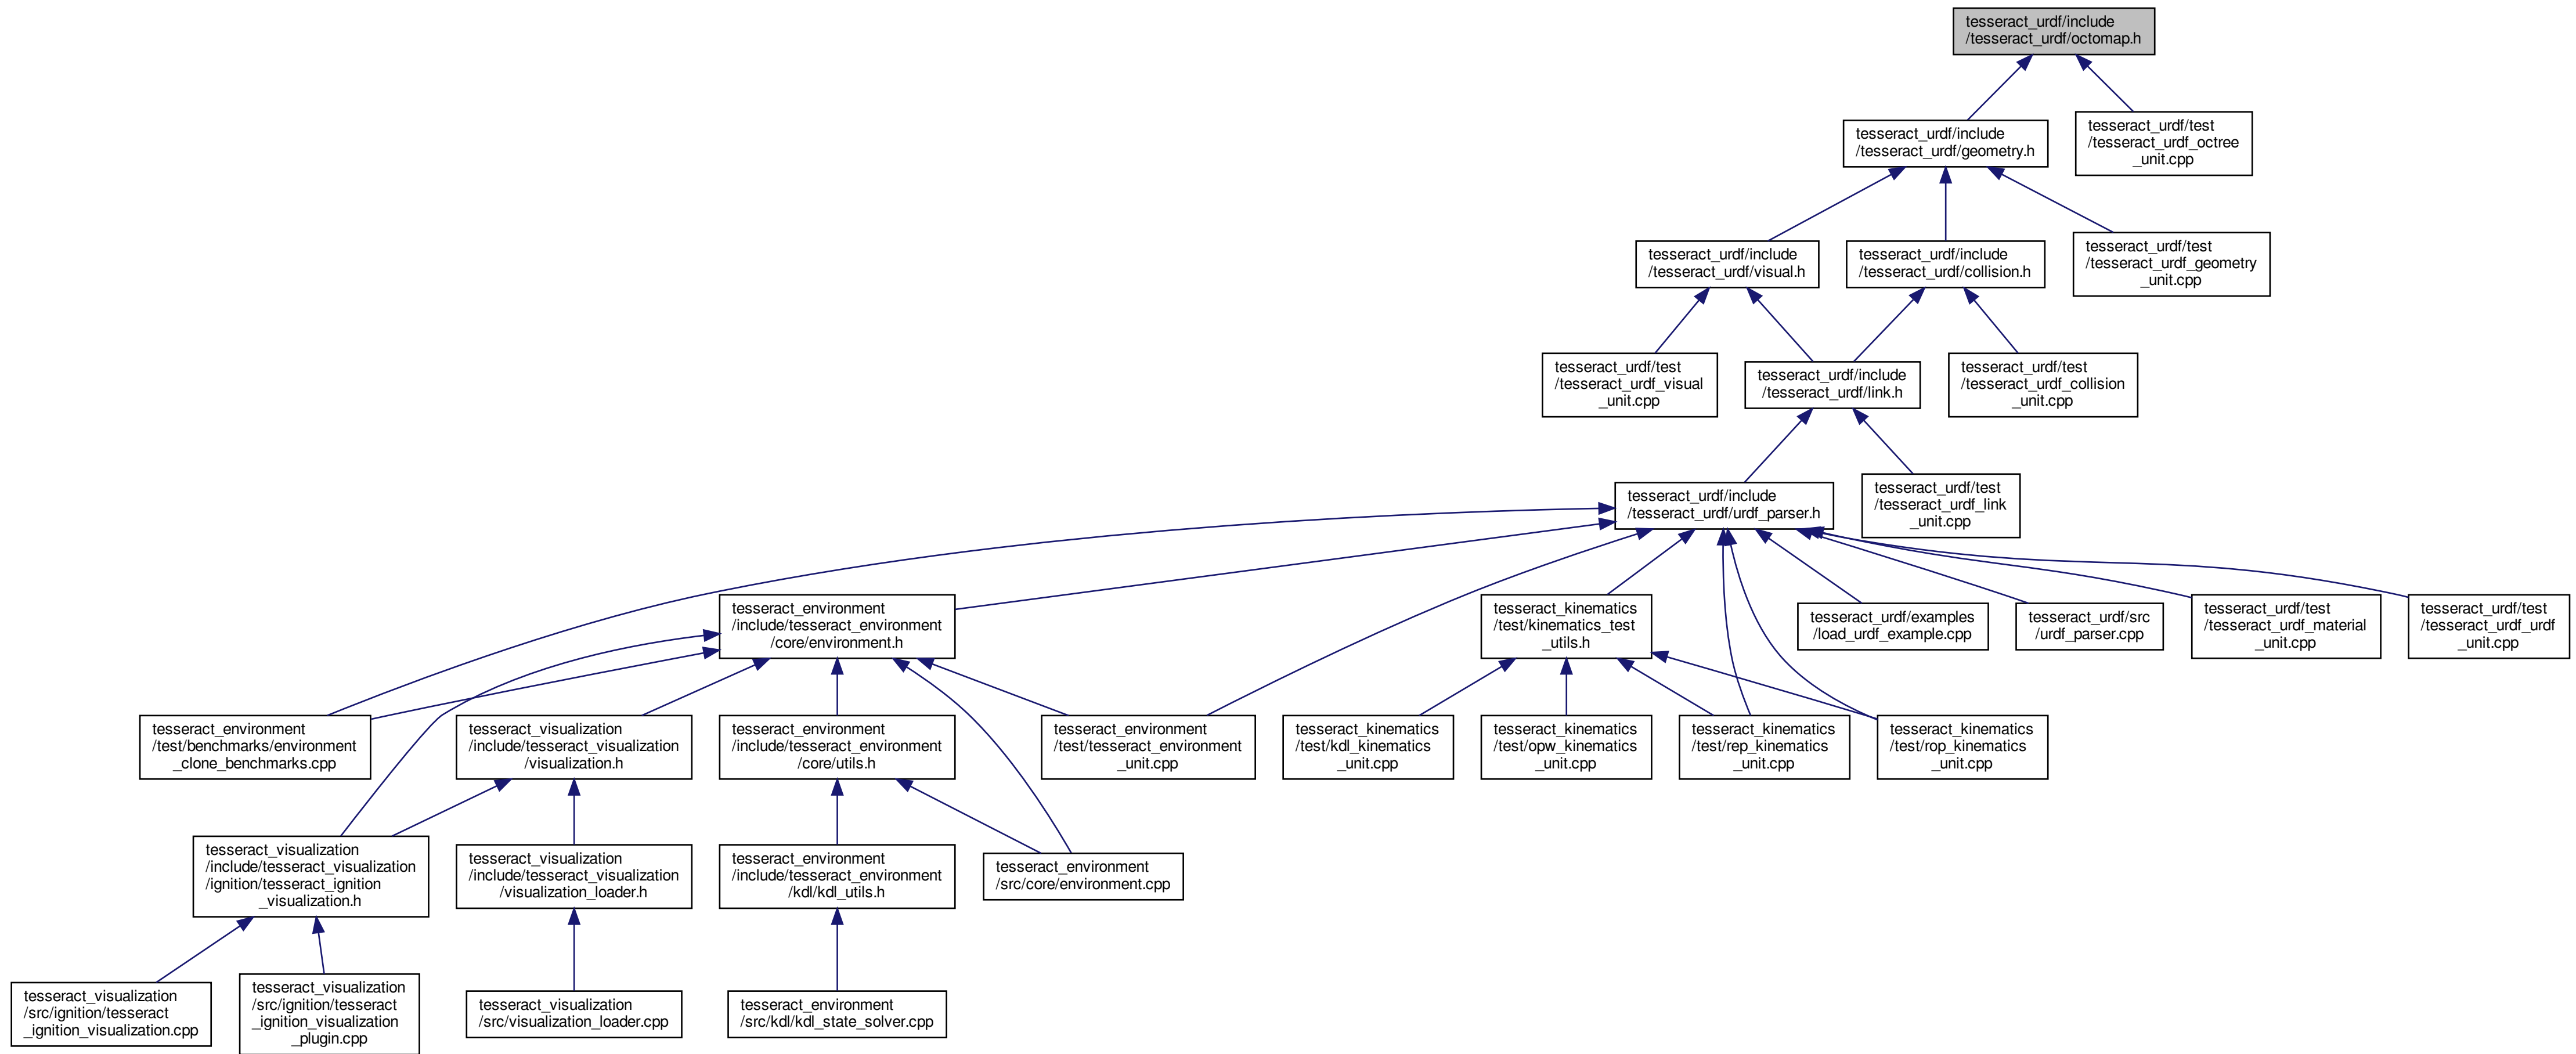 tesseract_urdf/include
/tesseract_urdf/octomap.h
tesseract_urdf/include
/tesseract_urdf/geometry.h
tesseract_urdf/test
/tesseract_urdf_octree
_unit.cpp
tesseract_urdf/include
/tesseract_urdf/visual.h
tesseract_urdf/include
/tesseract_urdf/collision.h
tesseract_urdf/test
/tesseract_urdf_geometry
_unit.cpp
tesseract_urdf/test
/tesseract_urdf_visual
_unit.cpp
tesseract_urdf/include
/tesseract_urdf/link.h
tesseract_urdf/test
/tesseract_urdf_collision
_unit.cpp
tesseract_urdf/include
/tesseract_urdf/urdf_parser.h
tesseract_urdf/test
/tesseract_urdf_link
_unit.cpp
tesseract_environment
/include/tesseract_environment
/core/environment.h
tesseract_kinematics
/test/kinematics_test
_utils.h
tesseract_urdf/examples
/load_urdf_example.cpp
tesseract_urdf/src
/urdf_parser.cpp
tesseract_urdf/test
/tesseract_urdf_material
_unit.cpp
tesseract_urdf/test
/tesseract_urdf_urdf
_unit.cpp
tesseract_environment
/test/benchmarks/environment
_clone_benchmarks.cpp
tesseract_visualization
/include/tesseract_visualization
/visualization.h
tesseract_environment
/include/tesseract_environment
/core/utils.h
tesseract_environment
/test/tesseract_environment
_unit.cpp
tesseract_kinematics
/test/kdl_kinematics
_unit.cpp
tesseract_kinematics
/test/opw_kinematics
_unit.cpp
tesseract_kinematics
/test/rep_kinematics
_unit.cpp
tesseract_kinematics
/test/rop_kinematics
_unit.cpp
tesseract_visualization
/include/tesseract_visualization
/ignition/tesseract_ignition
_visualization.h
tesseract_visualization
/include/tesseract_visualization
/visualization_loader.h
tesseract_environment
/include/tesseract_environment
/kdl/kdl_utils.h
tesseract_environment
/src/core/environment.cpp
tesseract_visualization
/src/ignition/tesseract
_ignition_visualization.cpp
tesseract_visualization
/src/ignition/tesseract
_ignition_visualization
_plugin.cpp
tesseract_visualization
/src/visualization_loader.cpp
tesseract_environment
/src/kdl/kdl_state_solver.cpp